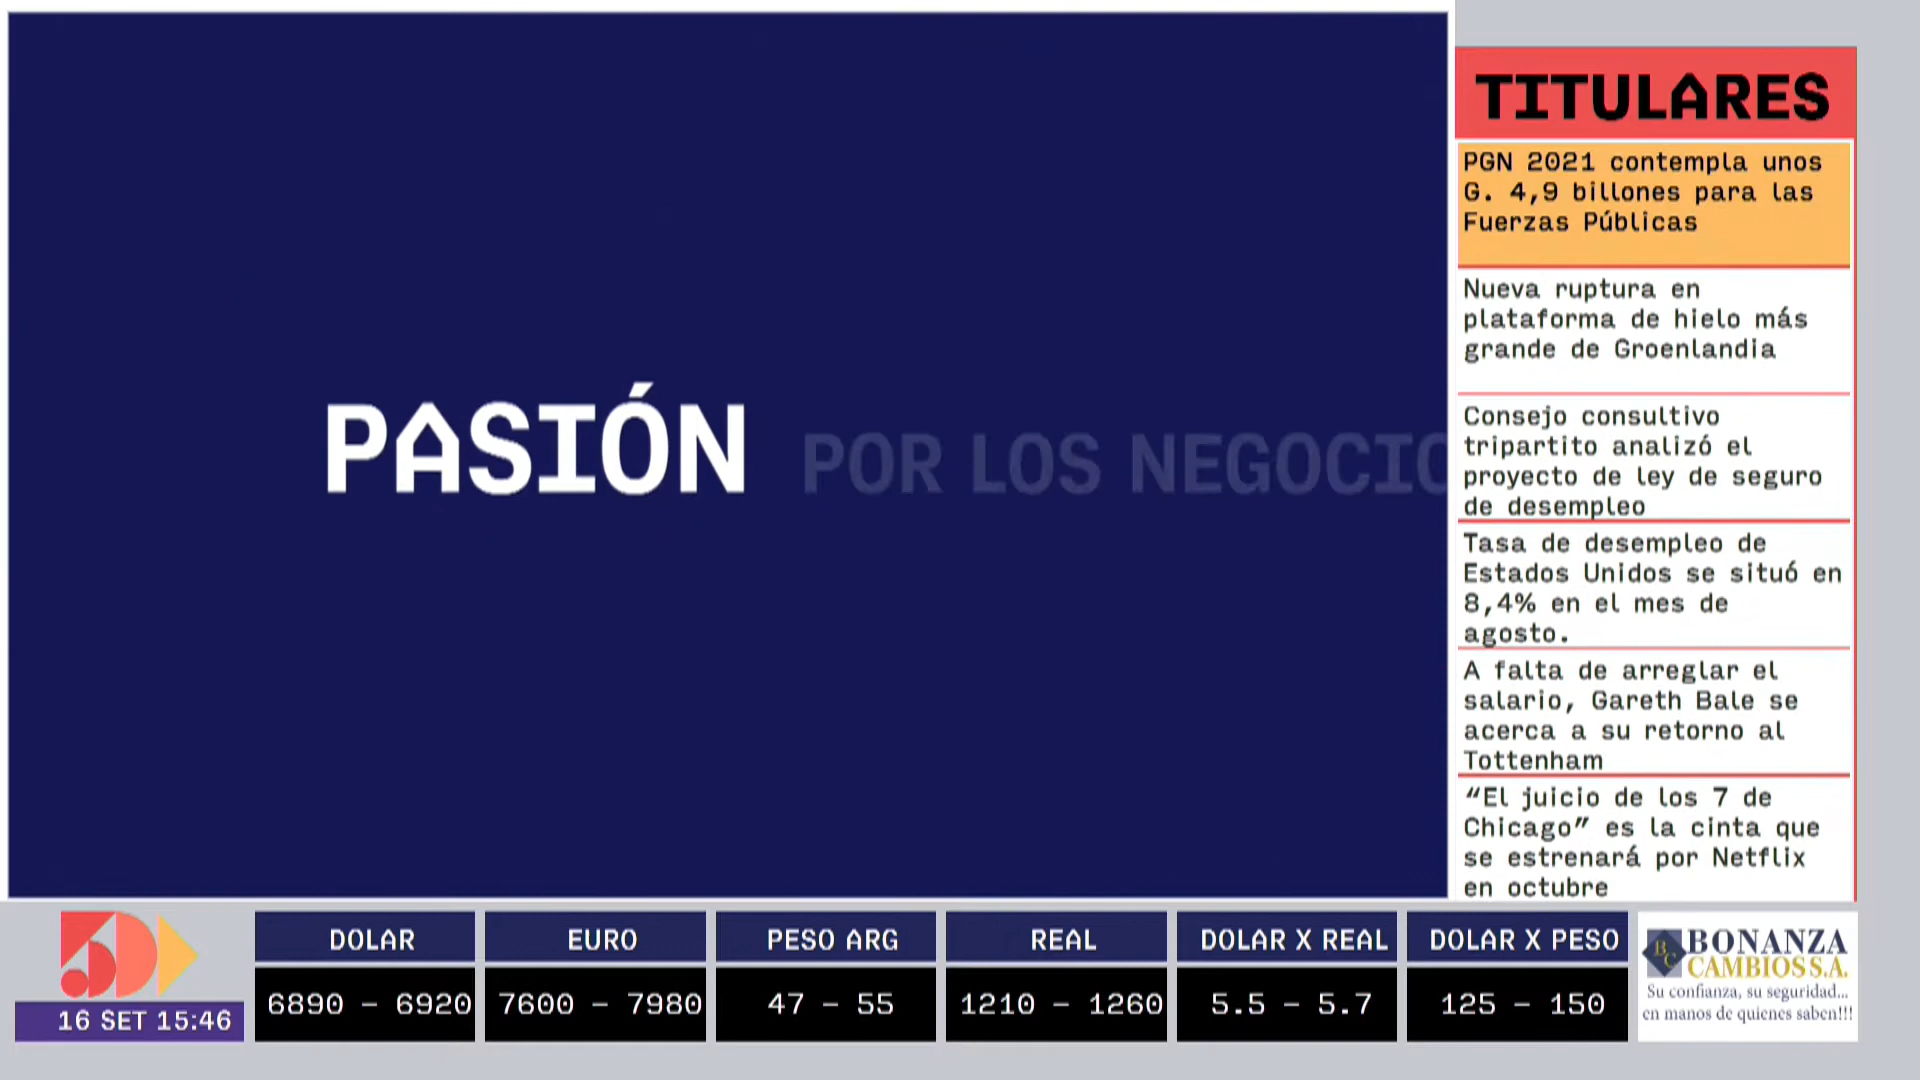 PASIÓN POR LOS NEGOCIO
TITULARES
PGN 2021 contempla unos
G. 4,9 billones para las
Fuerzas Públicas
Nueva ruptura en
plataforma de hielo más
grande de Groenlandia
Consejo consultivo
tripartito analizó el
proyecto de ley de seguro
de desempleo
Tasa de desempleo de
Estados Unidos se situó en
8,4% en el mes de
agosto.
A falta de arreglar el
salario, Gareth Bale se
acerca a su retorno al
Tottenham
“El juicio de los 7 de
Chicago” es la cinta que
se estrenará por Netflix
en octubre
5D
16 SET 15:46
DOLAR
6890 - 6920
EURO
7600 - 7980
PESO ARG
47 - 55
REAL
1210 - 1260
DOLAR X REAL
5.5 - 5.7
DOLAR X PESO
125 - 150
BC
BONANZA
CAMBIOS S.A.
Su confianza, su seguridad...
en manos de quienes saben!!!